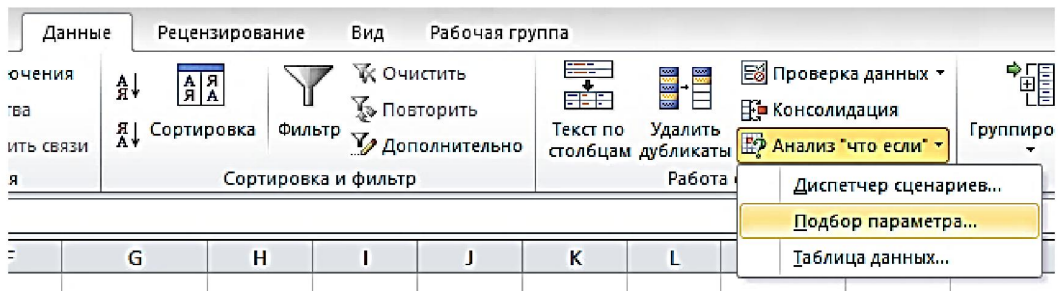 Данные Рецензирование Вид Рабочая группа
очения
тва
ить связи
я
А
Я
Я
А
А Я
Я А
Сортировка
Сортировка и фильтр
Фильтр
Очистить
Повторить
Дополнительно
Текст по
столбцам
Удалить
дубликаты
Проверка данных
Консолидация
Анализ "что если"
Работа
Группиро
Диспетчер сценариев...
Подбор параметра...
Таблица данных...
G H I J K L